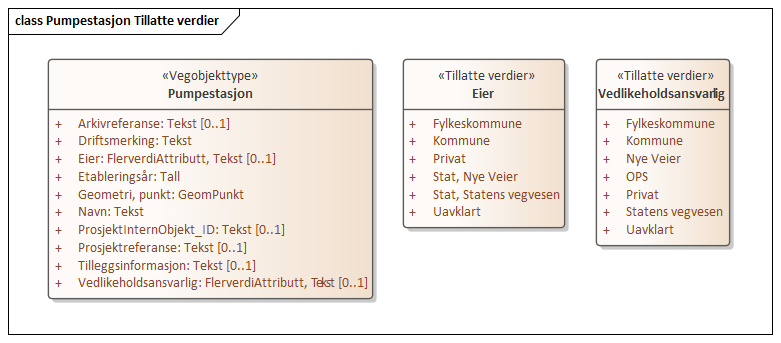 class Pumpestasjon Tillatte verdier
«Vegobjekttype»
Pumpestasjon
+ Arkivreferanse: Tekst [0..1]
+ Driftsmerking: Tekst
+ Eier: FlerverdiAttributt, Tekst [0..1]
+ Etableringsår: Tall
+ Geometri, punkt: GeomPunkt
+ Navn: Tekst
+ ProsjektInternObjekt_ID: Tekst [0..1]
+ Prosjektreferanse: Tekst [0..1]
+ Tilleggsinformasjon: Tekst [0..1]
+ Vedlikeholdsansvarlig: FlerverdiAttributt, Tekst [0..1]
«Tillatte verdier»
Eier
+ Fylkeskommune
+ Kommune
+ Privat
+ Stat, Nye Veier
+ Stat, Statens vegvesen
+ Uavklart
«Tillatte verdier»
Vedlikeholdsansvarlig
+ Fylkeskommune
+ Kommune
+ Nye Veier
+ OPS
+ Privat
+ Statens vegvesen
+ Uavklart